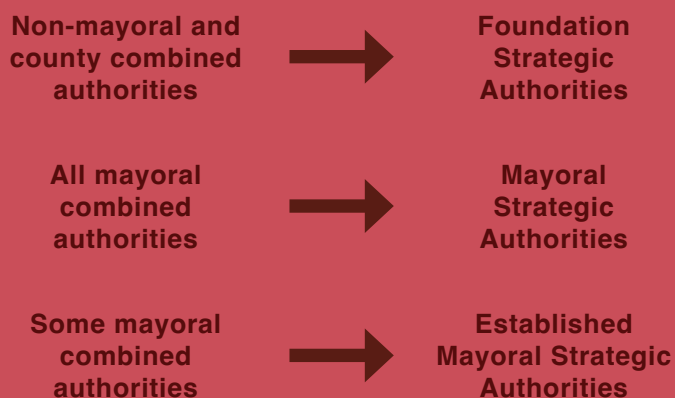 Non-mayoral and
county combined
authorities
Foundation
Strategic
Authorities
All mayoral
combined
authorities
Mayoral
Strategic
Authorities
Some mayoral
combined
authorities
Established
Mayoral Strategic
Authorities